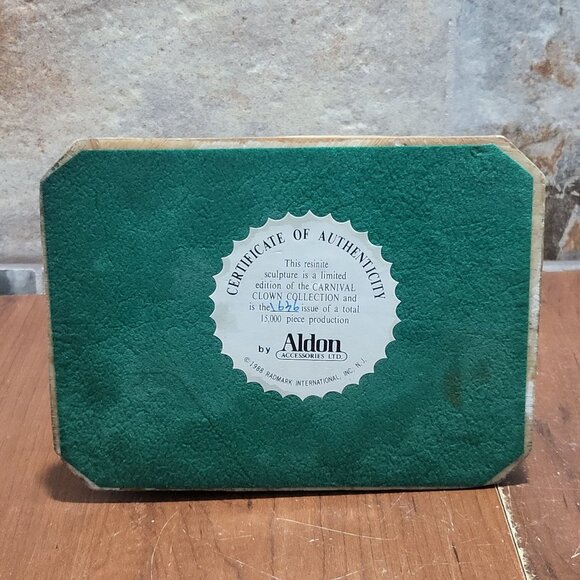 CERTIFICATE OF AUTHENTICITY
This resinite
sculpture is a limited
edition of the CARNIVAL
CLOWN COLLECTION and
is the 1636 issue of a total
15,000 piece production
by Aldon
ACCESSORIES LTD.
© 1988 RADMARK INTERNATIONAL, INC. N.J.